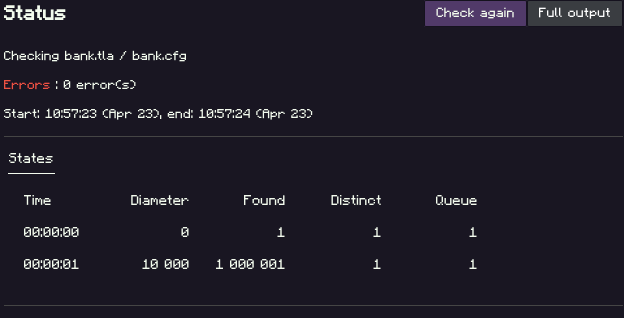 Status Check again Full output
Checking bank.tla / bank.cfg
Errors : 0 error(s)
Start: 10:57:23 (Apr 23), end: 10:57:24 (Apr 23)
States
Time Diameter Found Distinct Queue
00:00:00 0 1 1 1
00:00:01 10 000 1 000 001 1 1